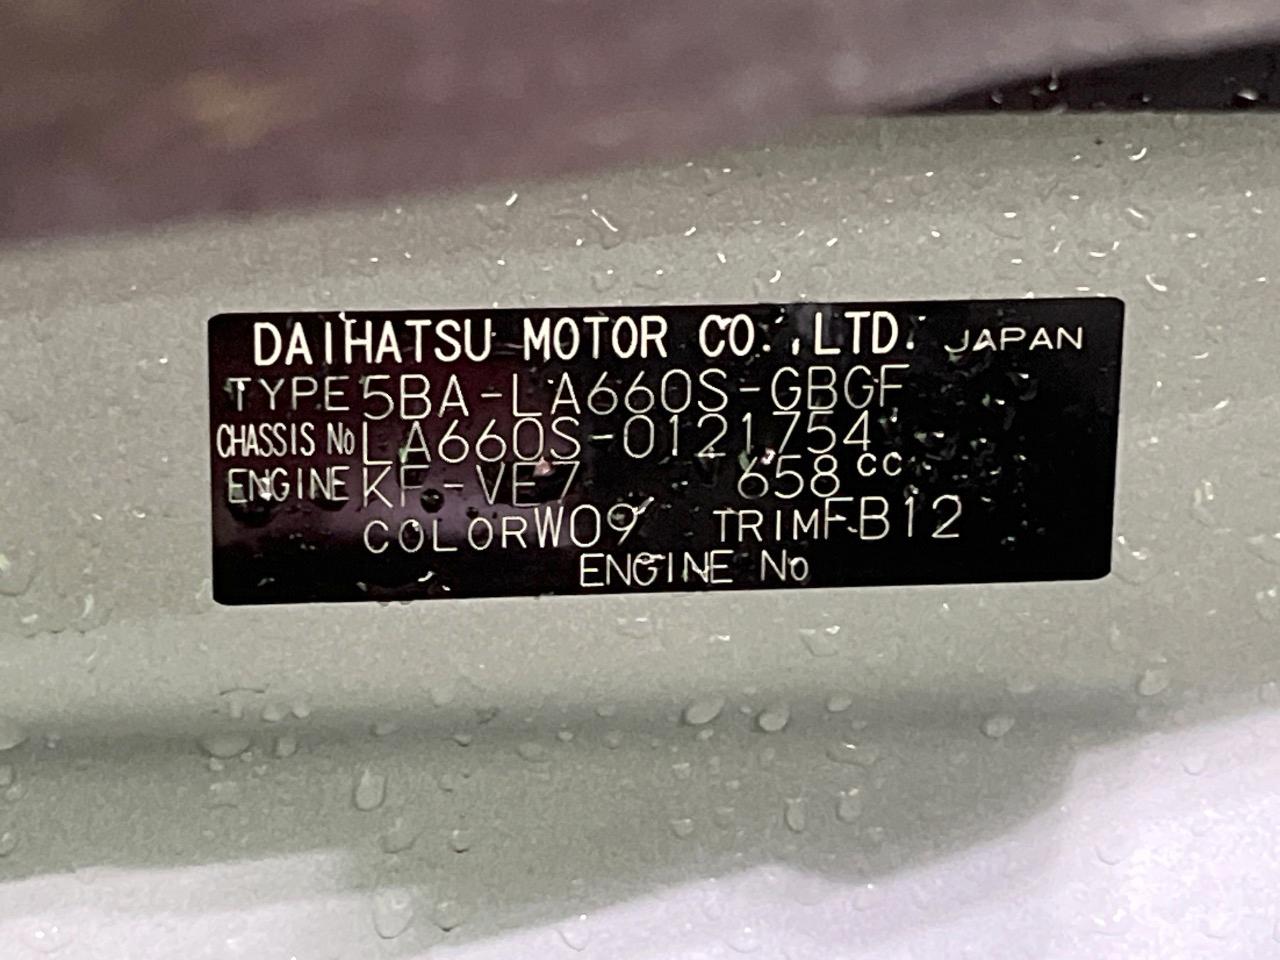 DAIHATSU MOTOR CO.,LTD. JAPAN
TYPE 5BA-LA660S-GBGF
CHASSIS No LA660S-0121754
ENGINE KF-VE7 658cc
COLOR W09 TRIM FB12
ENGINE No